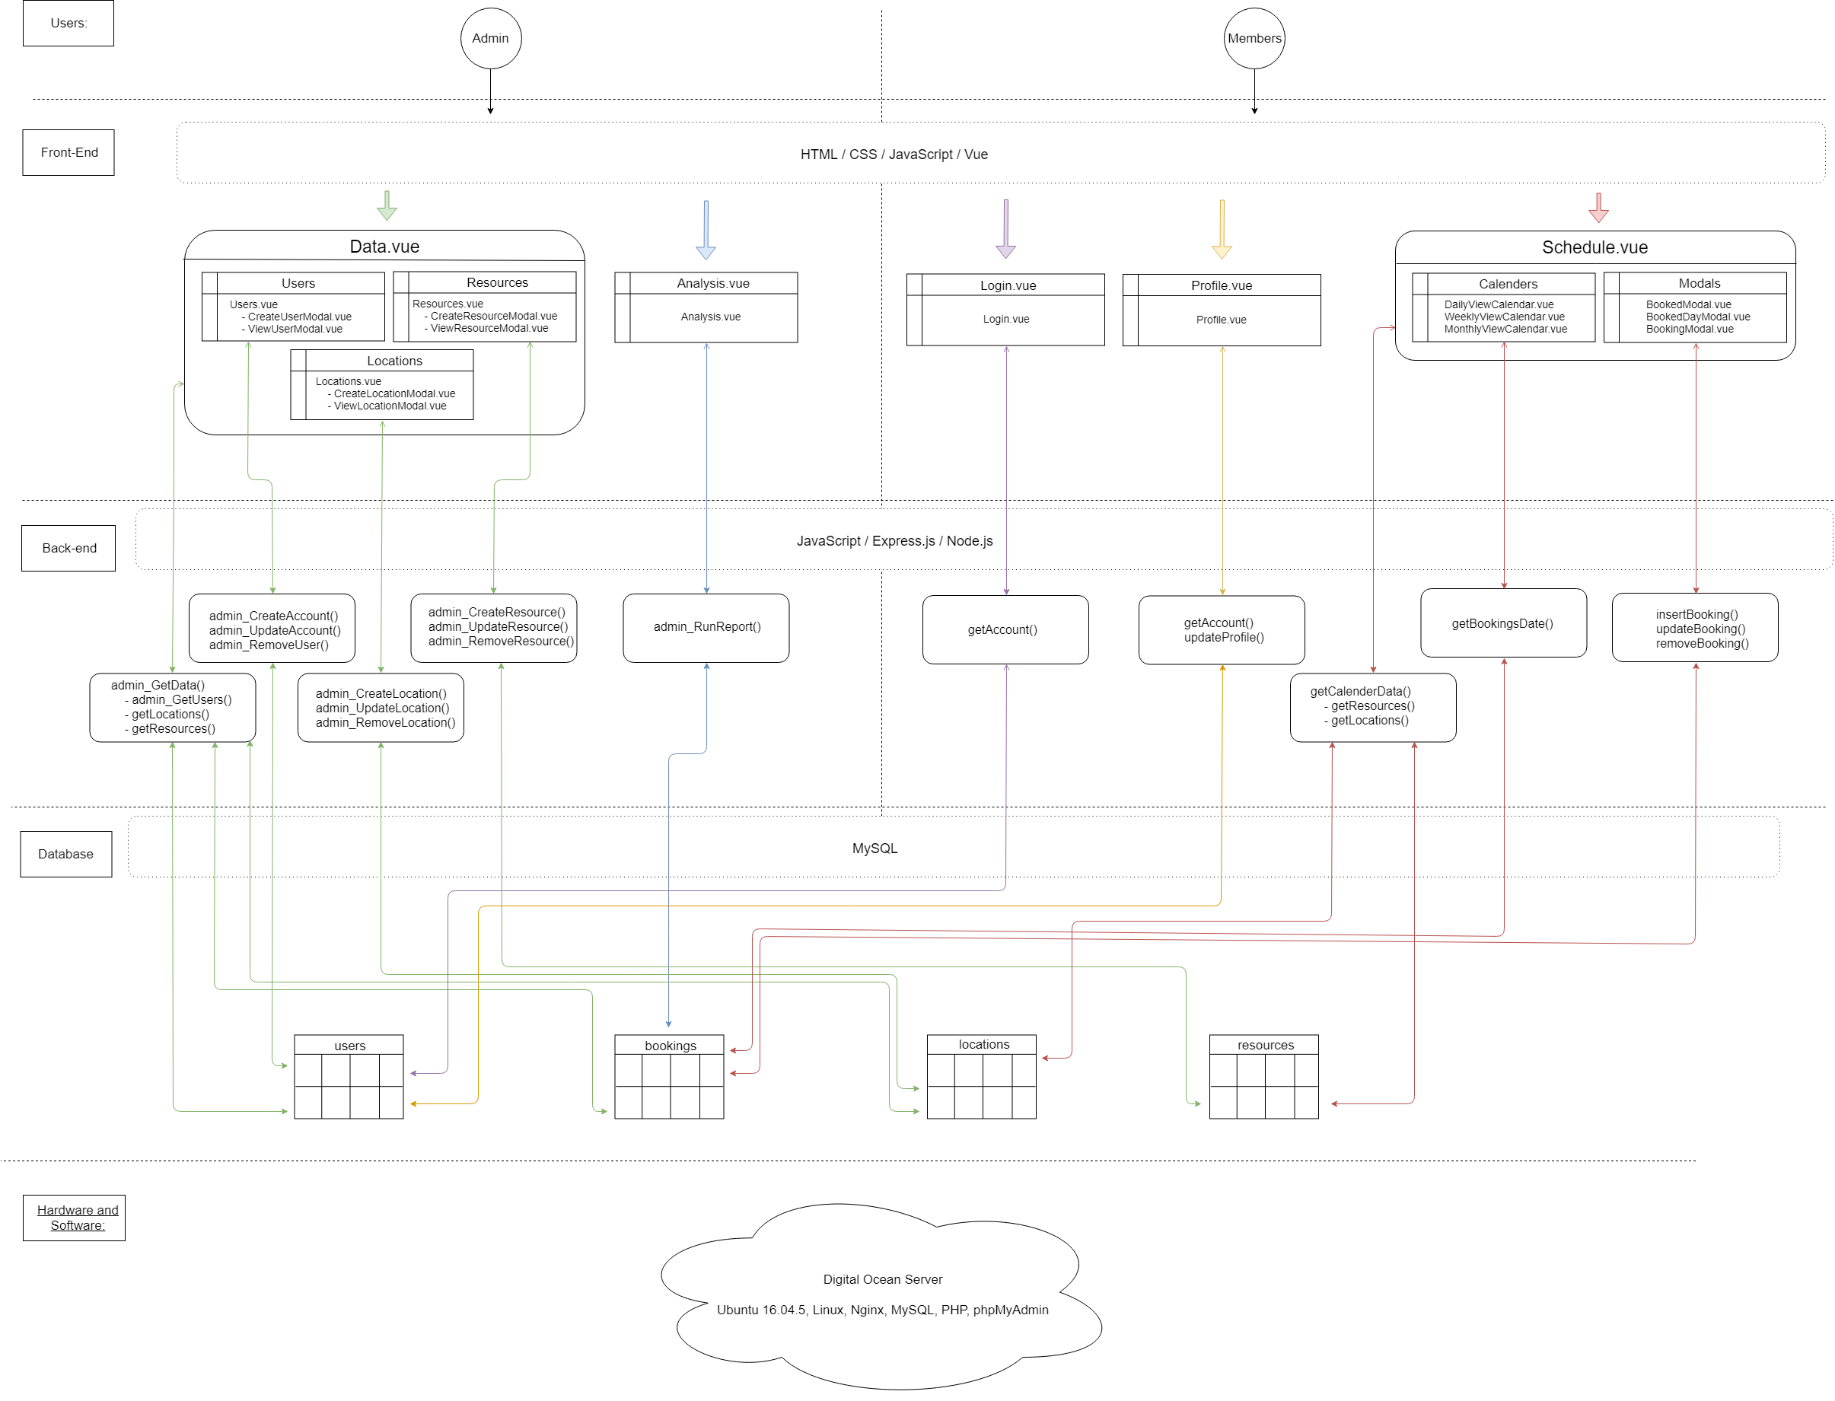 Users:
Admin
Members
Front-End
HTML / CSS / JavaScript / Vue
Data.vue
Users
Users.vue
- CreateUserModal.vue
- ViewUserModal.vue
Resources
Resources.vue
- CreateResourceModal.vue
- ViewResourceModal.vue
Locations
Locations.vue
- CreateLocationModal.vue
- ViewLocationModal.vue
Analysis.vue
Analysis.vue
Login.vue
Login.vue
Profile.vue
Profile.vue
Schedule.vue
Calenders
DailyViewCalendar.vue
WeeklyViewCalendar.vue
MonthlyViewCalendar.vue
Modals
BookedModal.vue
BookedDayModal.vue
BookingModal.vue
Back-end
JavaScript / Express.js / Node.js
admin_CreateAccount()
admin_UpdateAccount()
admin_RemoveUser()
admin_CreateResource()
admin_UpdateResource()
admin_RemoveResource()
admin_RunReport()
getAccount()
getAccount()
updateProfile()
getBookingsDate()
insertBooking()
updateBooking()
removeBooking()
admin_GetData()
- admin_GetUsers()
- getLocations()
- getResources()
admin_CreateLocation()
admin_UpdateLocation()
admin_RemoveLocation()
getCalenderData()
- getResources()
- getLocations()
Database
MySQL
users
bookings
locations
resources
Hardware and
Software:
Digital Ocean Server
Ubuntu 16.04.5, Linux, Nginx, MySQL, PHP, phpMyAdmin